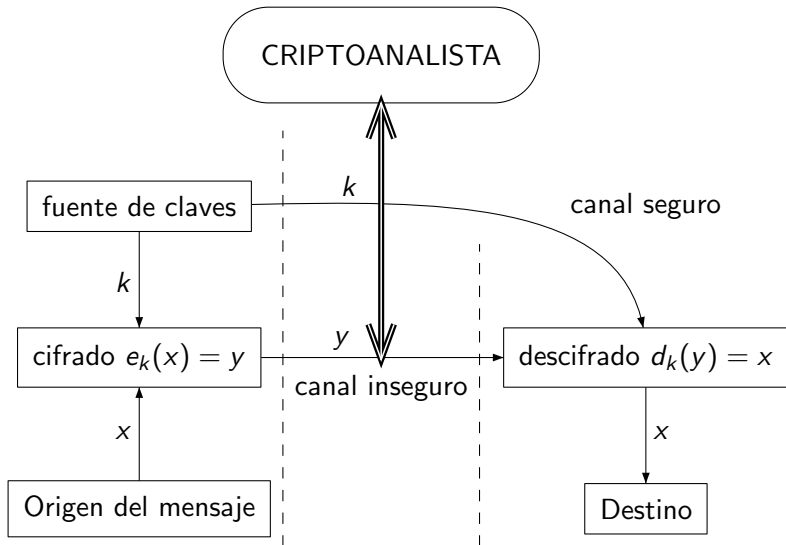 CRIPTOANALISTA
k
fuente de claves
canal seguro
k
y
cifrado e_k(x) = y
descifrado d_k(y) = x
canal inseguro
x
x
Origen del mensaje
Destino